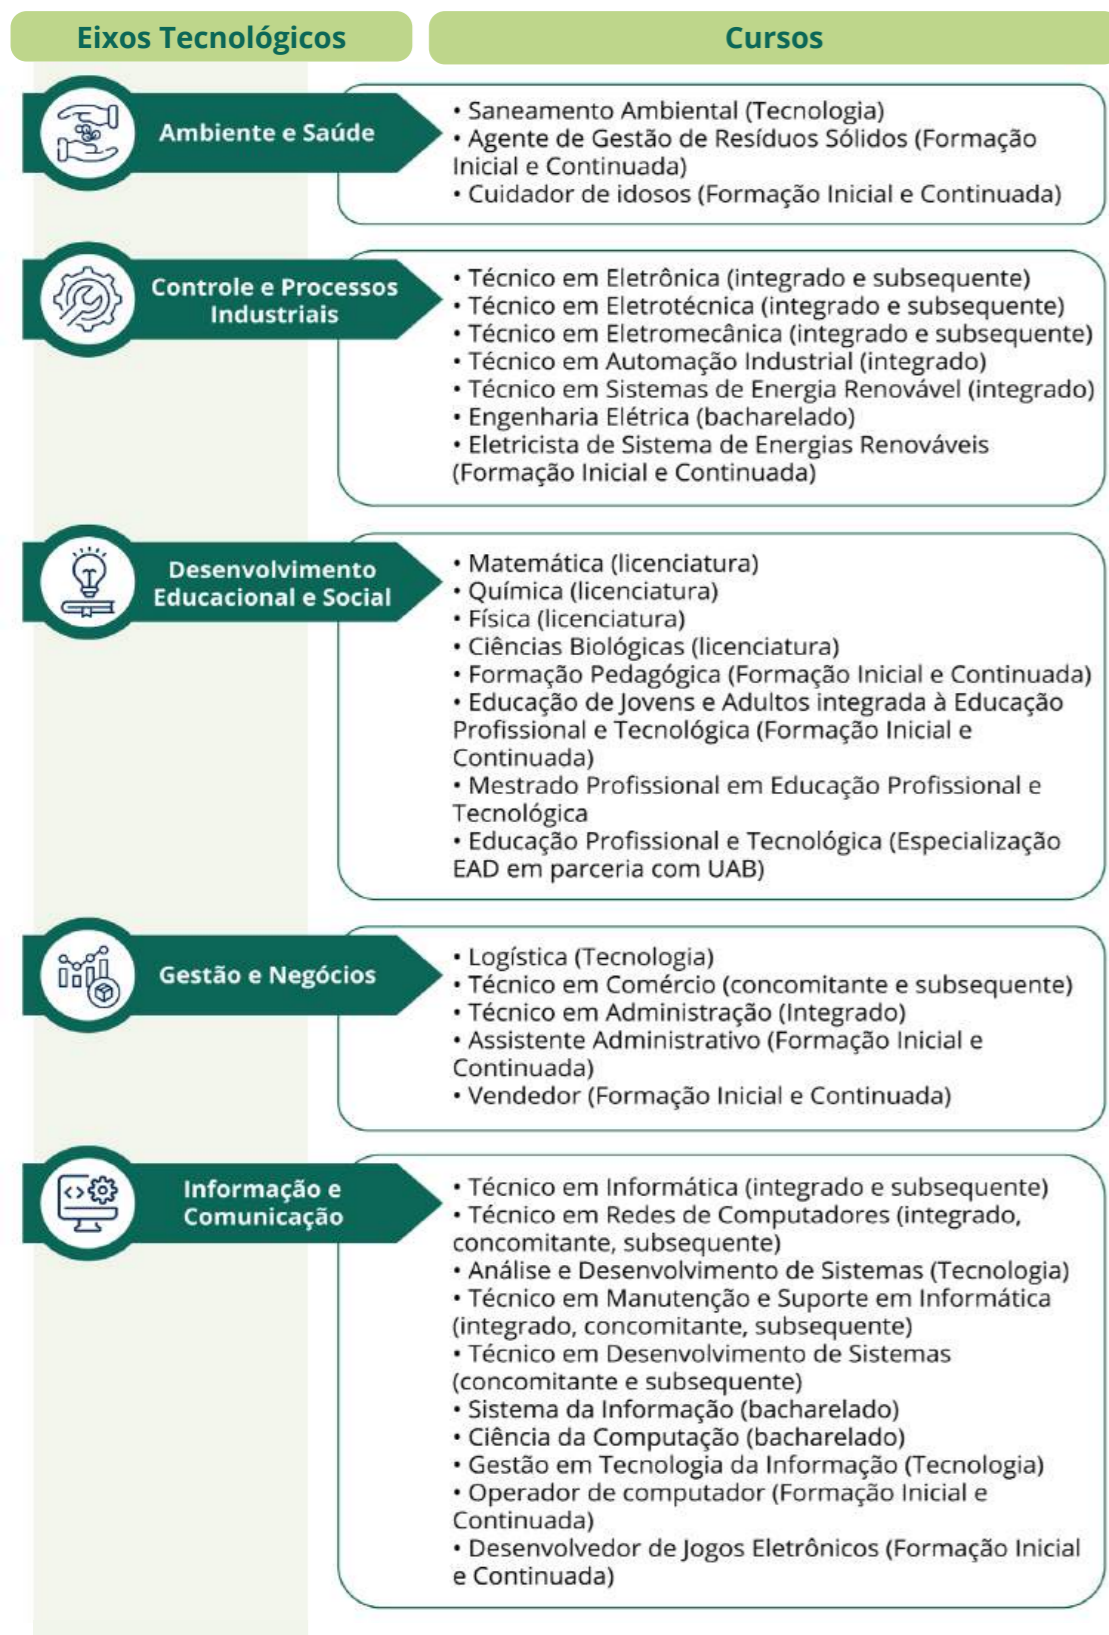 Eixos Tecnológicos
Cursos
Ambiente e Saúde
• Saneamento Ambiental (Tecnologia)
• Agente de Gestão de Resíduos Sólidos (Formação
Inicial e Continuada)
• Cuidador de idosos (Formação Inicial e Continuada)
Controle e Processos
Industriais
• Técnico em Eletrônica (integrado e subsequente)
• Técnico em Eletrotécnica (integrado e subsequente)
• Técnico em Eletromecânica (integrado e subsequente)
• Técnico em Automação Industrial (integrado)
• Técnico em Sistemas de Energia Renovável (integrado)
• Engenharia Elétrica (bacharelado)
• Eletricista de Sistema de Energias Renováveis
(Formação Inicial e Continuada)
Desenvolvimento
Educacional e Social
• Matemática (licenciatura)
• Química (licenciatura)
• Física (licenciatura)
• Ciências Biológicas (licenciatura)
• Formação Pedagógica (Formação Inicial e Continuada)
• Educação de Jovens e Adultos integrada à Educação
Profissional e Tecnológica (Formação Inicial e
Continuada)
• Mestrado Profissional em Educação Profissional e
Tecnológica
• Educação Profissional e Tecnológica (Especialização
EAD em parceria com UAB)
Gestão e Negócios
• Logística (Tecnologia)
• Técnico em Comércio (concomitante e subsequente)
• Técnico em Administração (Integrado)
• Assistente Administrativo (Formação Inicial e
Continuada)
• Vendedor (Formação Inicial e Continuada)
Informação e
Comunicação
• Técnico em Informática (integrado e subsequente)
• Técnico em Redes de Computadores (integrado,
concomitante, subsequente)
• Análise e Desenvolvimento de Sistemas (Tecnologia)
• Técnico em Manutenção e Suporte em Informática
(integrado, concomitante, subsequente)
• Técnico em Desenvolvimento de Sistemas
(concomitante e subsequente)
• Sistema da Informação (bacharelado)
• Ciência da Computação (bacharelado)
• Gestão em Tecnologia da Informação (Tecnologia)
• Operador de computador (Formação Inicial e
Continuada)
• Desenvolvedor de Jogos Eletrônicos (Formação Inicial
e Continuada)